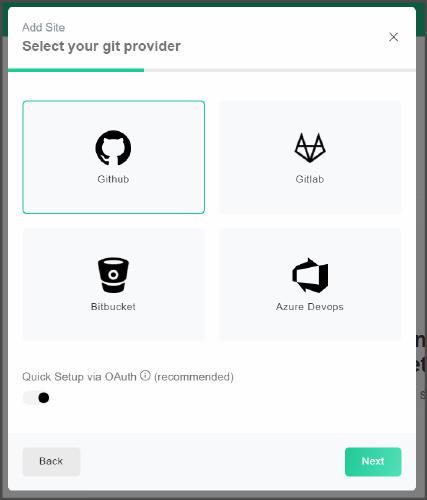 Add Site
Select your git provider
Github
Gitlab
Bitbucket
Azure Devops
Quick Setup via OAuth (recommended)
Back
Next